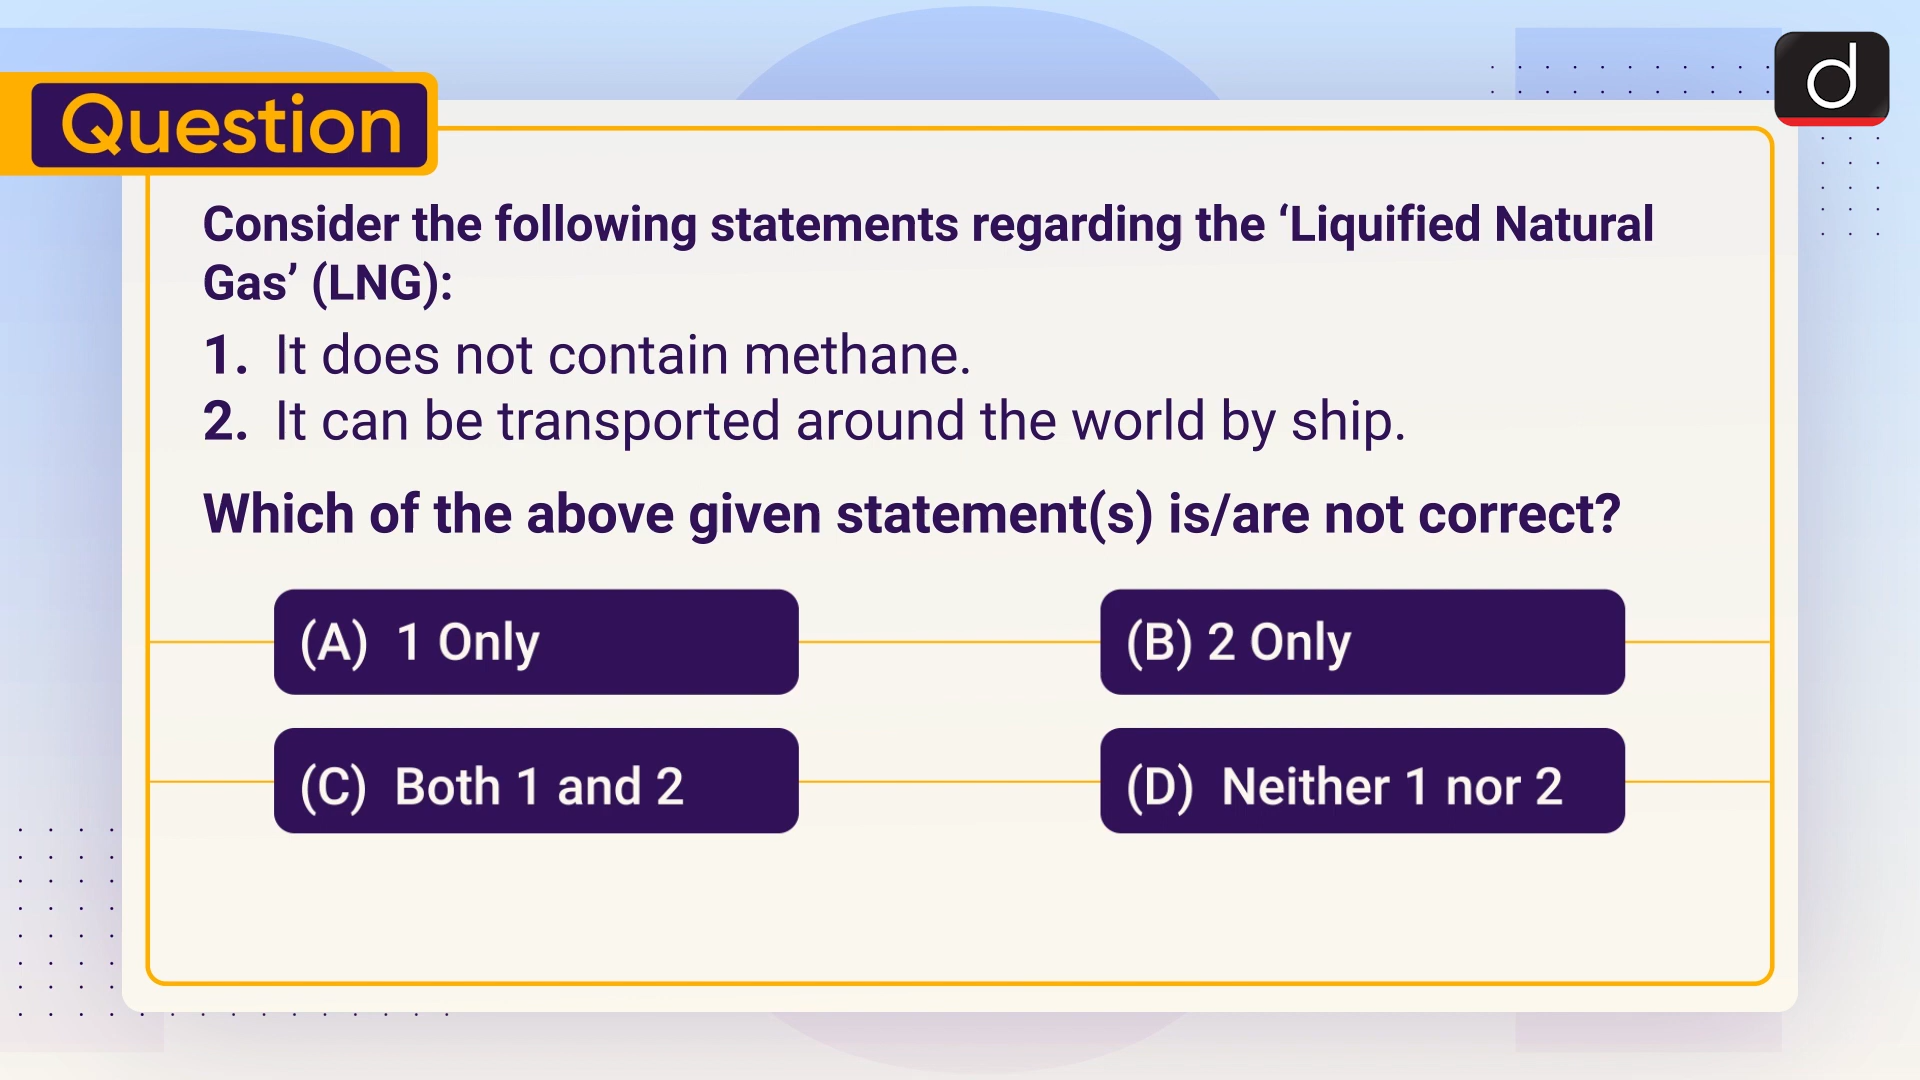 Question
Consider the following statements regarding the ‘Liquified Natural
Gas’ (LNG):
1. It does not contain methane.
2. It can be transported around the world by ship.
Which of the above given statement(s) is/are not correct?
(A) 1 Only
(B) 2 Only
(C) Both 1 and 2
(D) Neither 1 nor 2
d